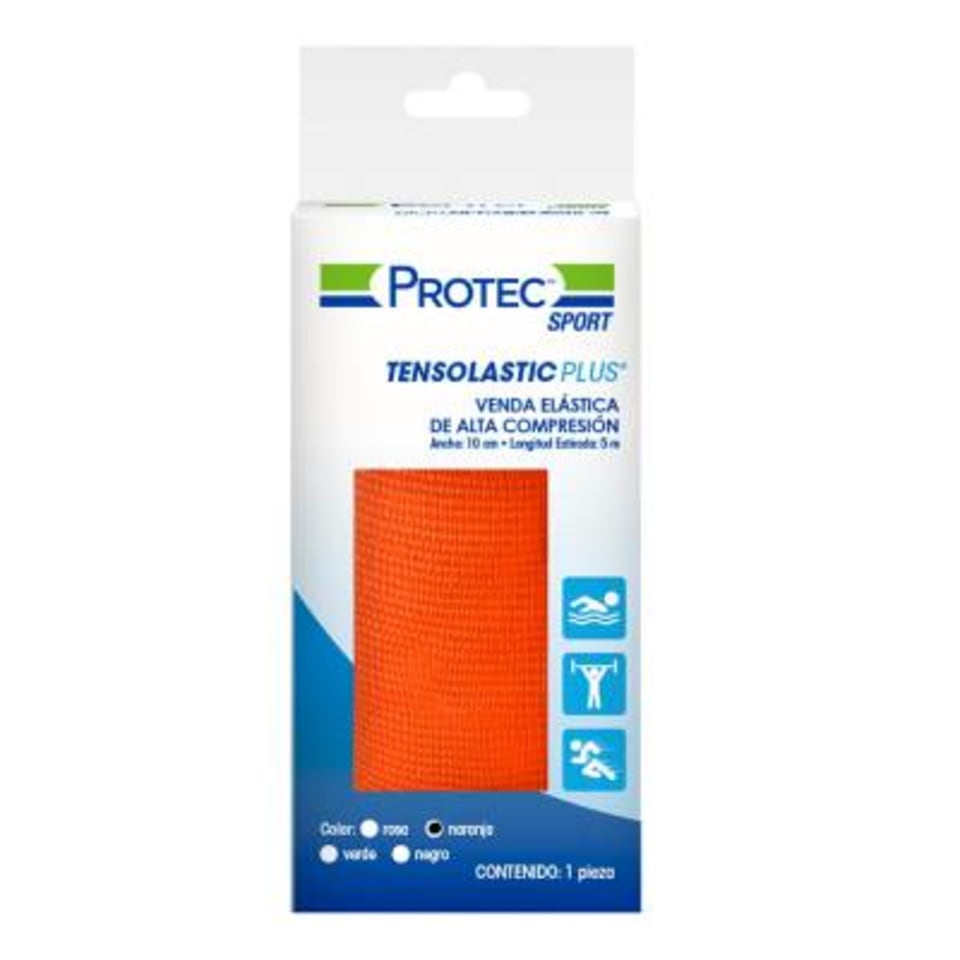 PROTEC™
SPORT
TENSOLASTIC PLUS®
VENDA ELÁSTICA
DE ALTA COMPRESIÓN
Ancho: 10 cm • Longitud Estirada: 5 m
Color: rosa naranja
verde negro
CONTENIDO: 1 pieza